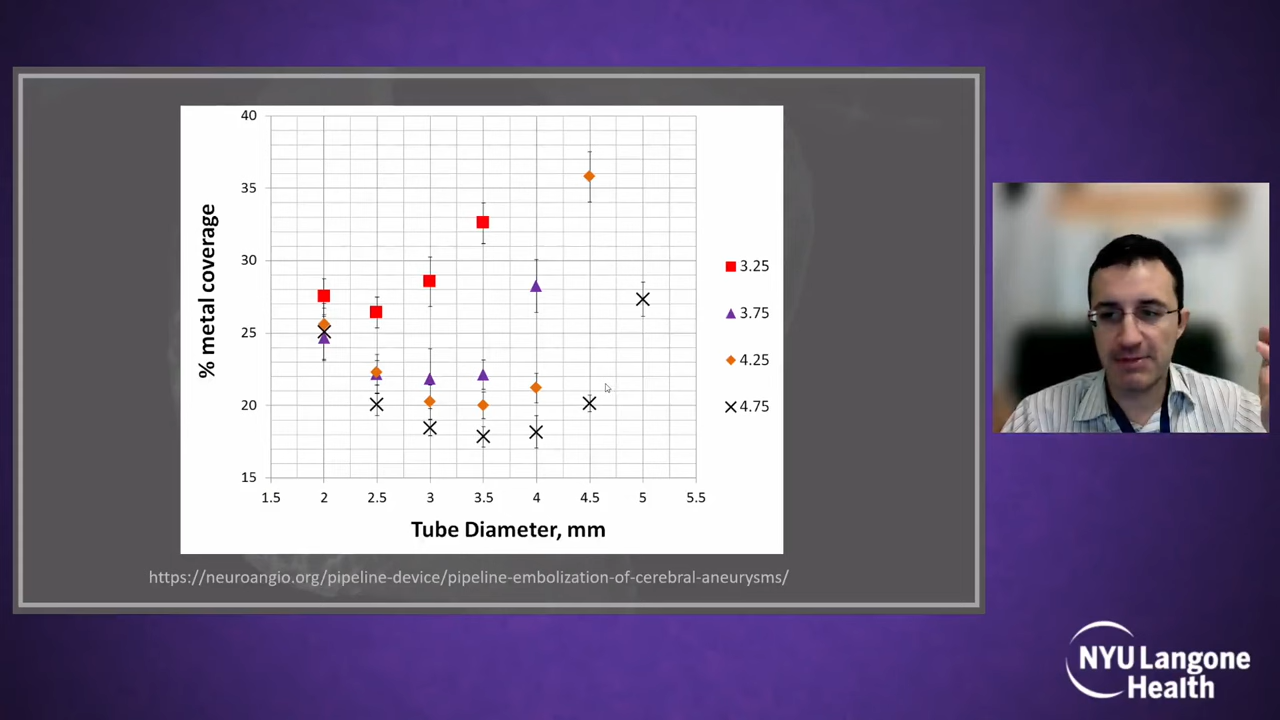 40
35
30
25
20
15
% metal coverage
1.5 2 2.5 3 3.5 4 4.5 5 5.5
Tube Diameter, mm
3.25
3.75
4.25
4.75
https://neuroangio.org/pipeline-device/pipeline-embolization-of-cerebral-aneurysms/
NYU Langone
Health